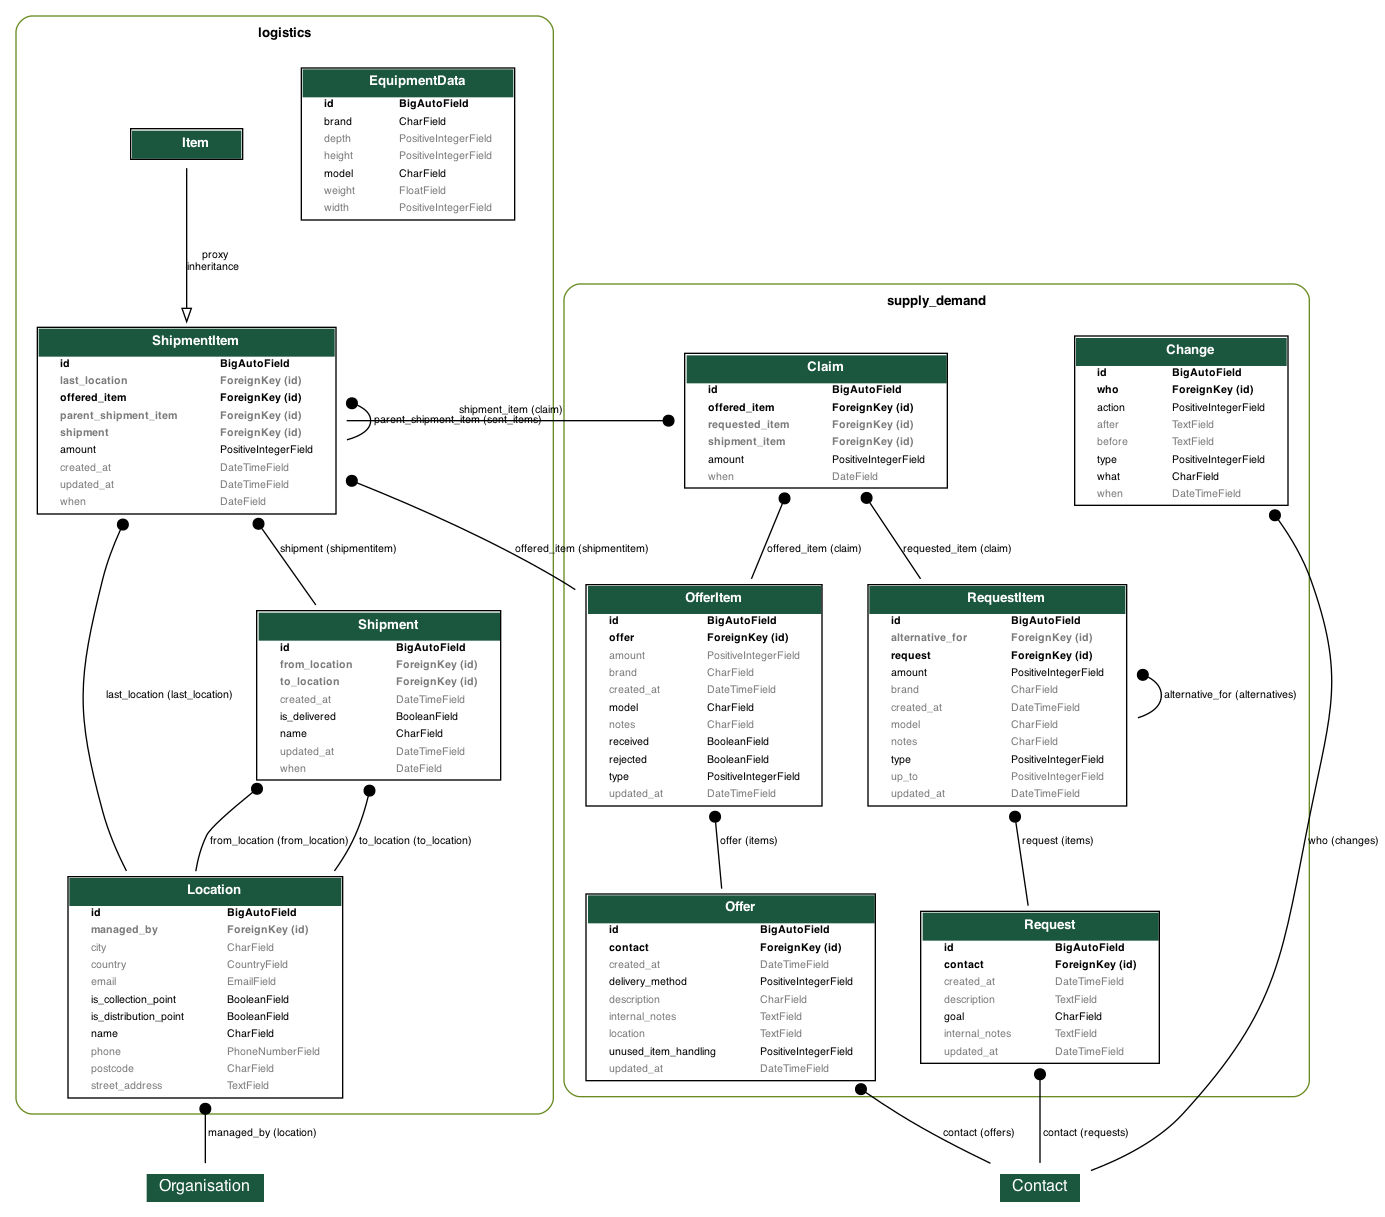 logistics
EquipmentData
id BigAutoField
brand CharField
depth PositiveIntegerField
height PositiveIntegerField
model CharField
weight FloatField
width PositiveIntegerField
Item
proxy
inheritance
ShipmentItem
id BigAutoField
last_location ForeignKey (id)
offered_item ForeignKey (id)
parent_shipment_item ForeignKey (id)
shipment ForeignKey (id)
amount PositiveIntegerField
created_at DateTimeField
updated_at DateTimeField
when DateField
shipment_item (claim)
parent_shipment_item (sent_items)
shipment (shipmentitem)
offered_item (shipmentitem)
Shipment
id BigAutoField
from_location ForeignKey (id)
to_location ForeignKey (id)
created_at DateTimeField
is_delivered BooleanField
name CharField
updated_at DateTimeField
when DateField
last_location (last_location)
from_location (from_location)
to_location (to_location)
Location
id BigAutoField
managed_by ForeignKey (id)
city CharField
country CountryField
email EmailField
is_collection_point BooleanField
is_distribution_point BooleanField
name CharField
phone PhoneNumberField
postcode CharField
street_address TextField
managed_by (location)
Organisation
supply_demand
Claim
id BigAutoField
offered_item ForeignKey (id)
requested_item ForeignKey (id)
shipment_item ForeignKey (id)
amount PositiveIntegerField
when DateField
Change
id BigAutoField
who ForeignKey (id)
action PositiveIntegerField
after TextField
before TextField
type PositiveIntegerField
what CharField
when DateTimeField
offered_item (claim)
requested_item (claim)
OfferItem
id BigAutoField
offer ForeignKey (id)
amount PositiveIntegerField
brand CharField
created_at DateTimeField
model CharField
notes CharField
received BooleanField
rejected BooleanField
type PositiveIntegerField
updated_at DateTimeField
RequestItem
id BigAutoField
alternative_for ForeignKey (id)
request ForeignKey (id)
amount PositiveIntegerField
brand CharField
created_at DateTimeField
model CharField
notes CharField
type PositiveIntegerField
up_to PositiveIntegerField
updated_at DateTimeField
alternative_for (alternatives)
offer (items)
request (items)
who (changes)
Offer
id BigAutoField
contact ForeignKey (id)
created_at DateTimeField
delivery_method PositiveIntegerField
description CharField
internal_notes TextField
location TextField
unused_item_handling PositiveIntegerField
updated_at DateTimeField
Request
id BigAutoField
contact ForeignKey (id)
created_at DateTimeField
description TextField
goal CharField
internal_notes TextField
updated_at DateTimeField
contact (offers)
contact (requests)
Contact